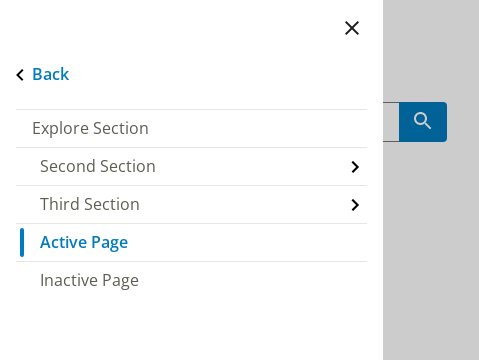 Back
Explore Section
Second Section
Third Section
Active Page
Inactive Page